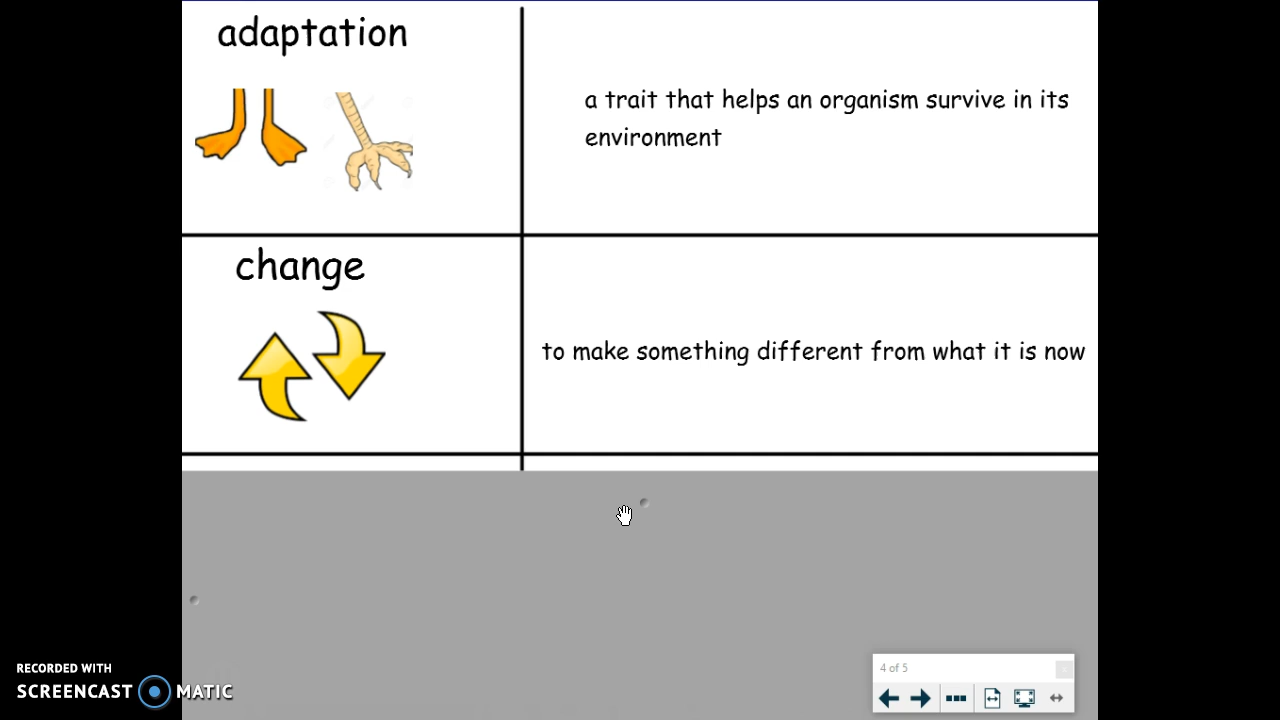 adaptation
a trait that helps an organism survive in its
environment
change
to make something different from what it is now
4 of 5
RECORDED WITH
SCREENCAST MATIC